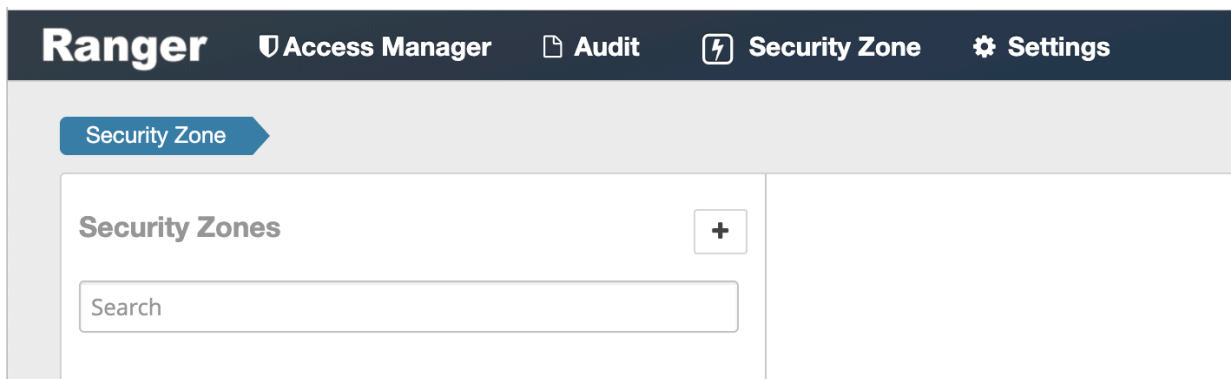 Ranger Access Manager Audit Security Zone Settings
Security Zone
Security Zones +
Search